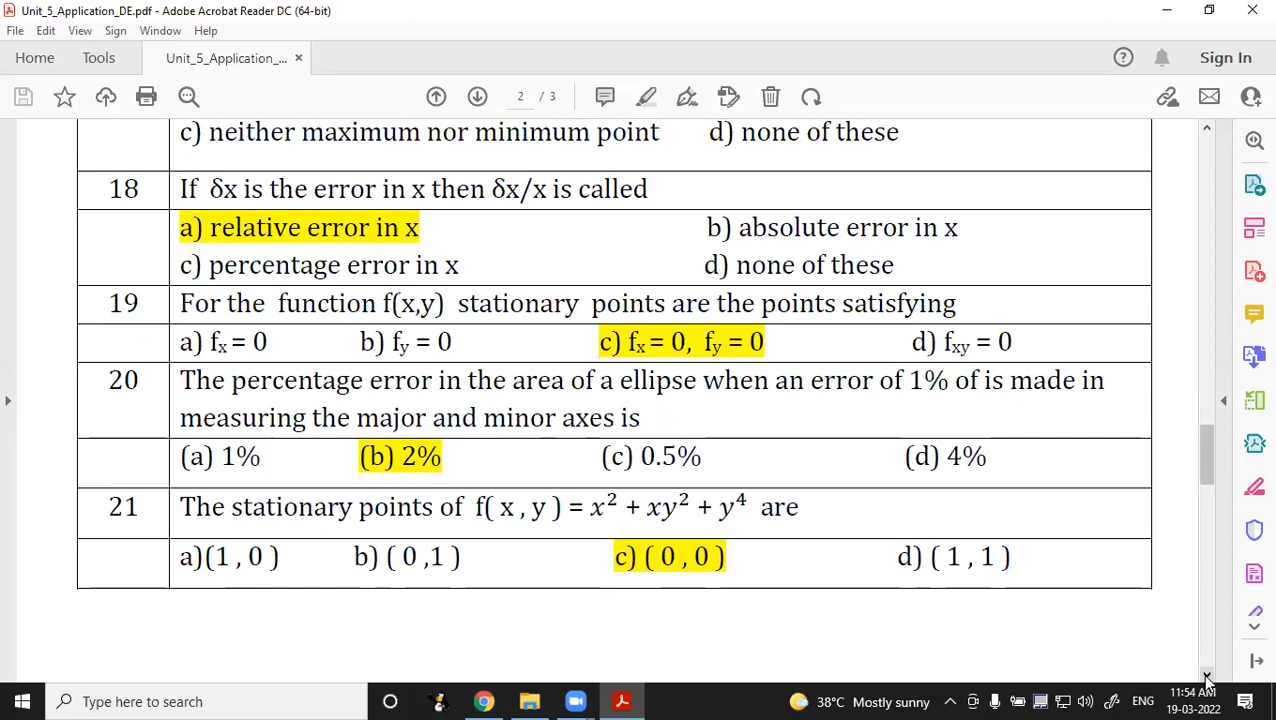 Unit_5_Application_DE.pdf - Adobe Acrobat Reader DC (64-bit)
File Edit View Sign Window Help
Home Tools Unit_5_Application_... × Sign In
2 / 3
c) neither maximum nor minimum point d) none of these
18 If δx is the error in x then δx/x is called
a) relative error in x b) absolute error in x
c) percentage error in x d) none of these
19 For the function f(x,y) stationary points are the points satisfying
a) fx = 0 b) fy = 0 c) fx = 0, fy = 0 d) fxy = 0
20 The percentage error in the area of a ellipse when an error of 1% of is made in
measuring the major and minor axes is
(a) 1% (b) 2% (c) 0.5% (d) 4%
21 The stationary points of f( x , y ) = x² + xy² + y⁴ are
a)(1 , 0 ) b) ( 0 ,1 ) c) ( 0 , 0 ) d) ( 1 , 1 )
Type here to search 38°C Mostly sunny ENG 11:54 AM
19-03-2022